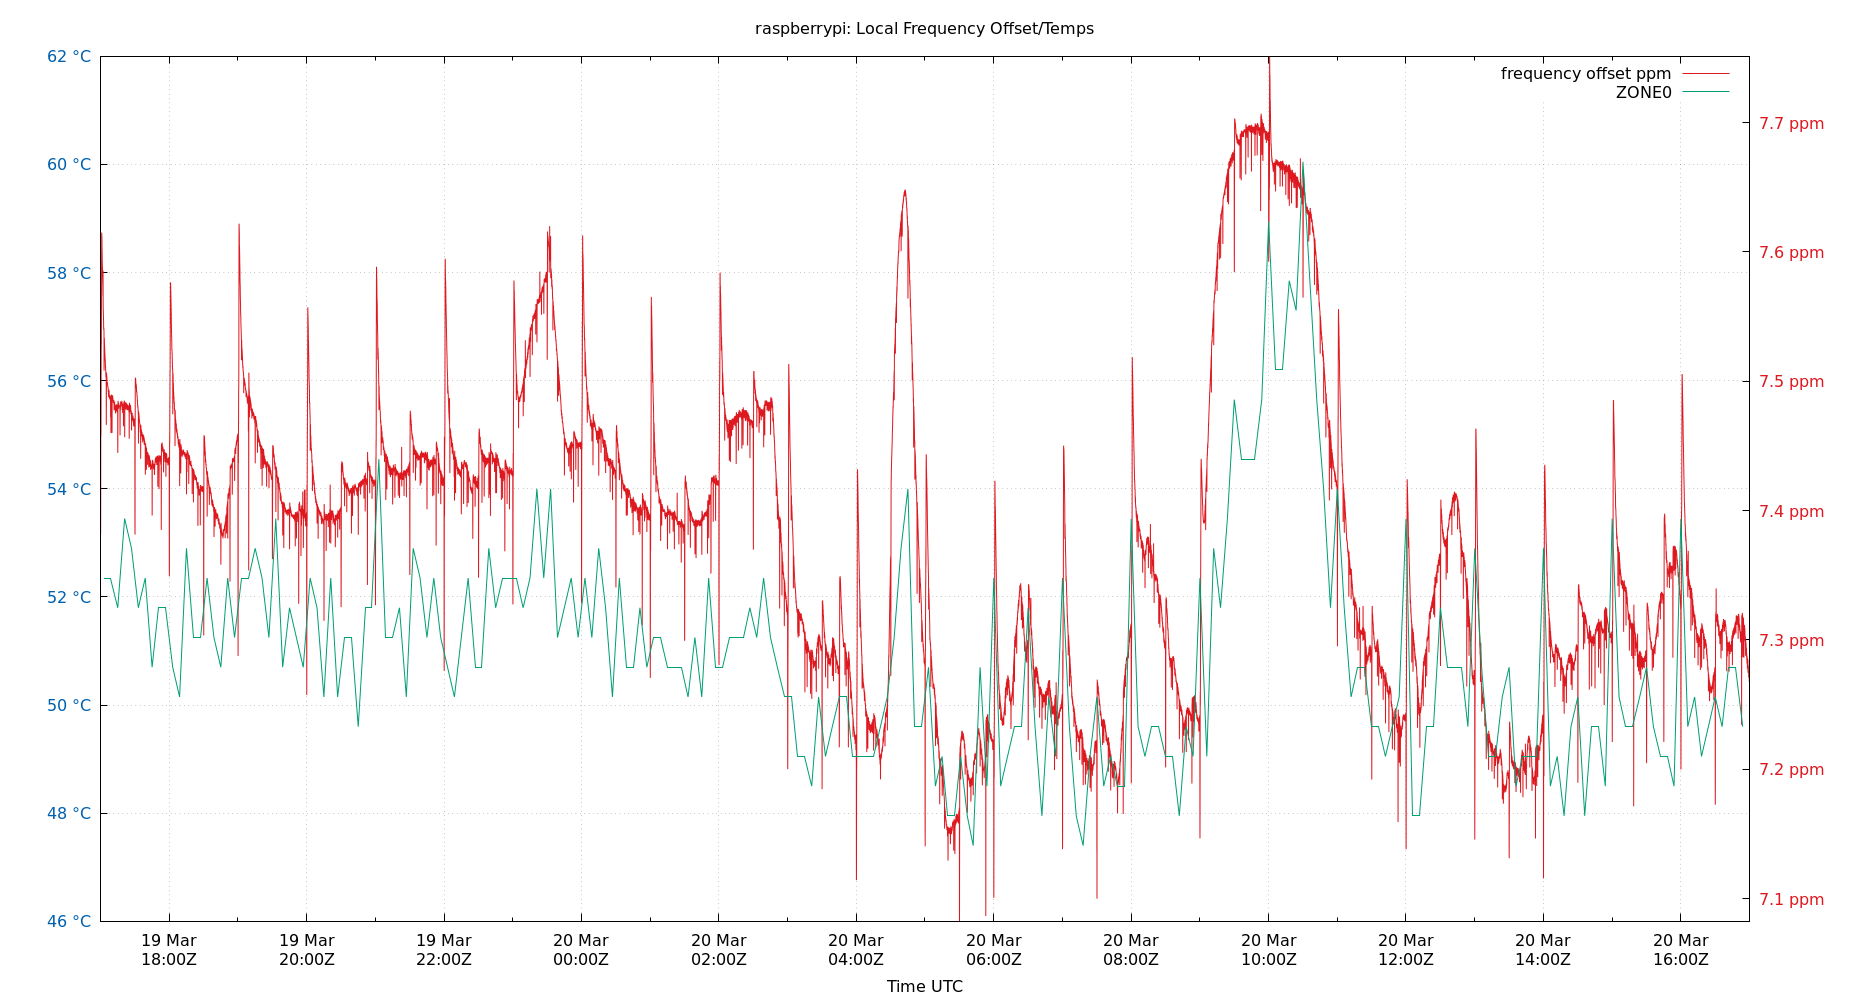 raspberrypi: Local Frequency Offset/Temps
62 °C
60 °C
58 °C
56 °C
54 °C
52 °C
50 °C
48 °C
46 °C
frequency offset ppm
ZONE0
7.7 ppm
7.6 ppm
7.5 ppm
7.4 ppm
7.3 ppm
7.2 ppm
7.1 ppm
19 Mar
18:00Z
19 Mar
20:00Z
19 Mar
22:00Z
20 Mar
00:00Z
20 Mar
02:00Z
20 Mar
04:00Z
20 Mar
06:00Z
20 Mar
08:00Z
20 Mar
10:00Z
20 Mar
12:00Z
20 Mar
14:00Z
20 Mar
16:00Z
Time UTC